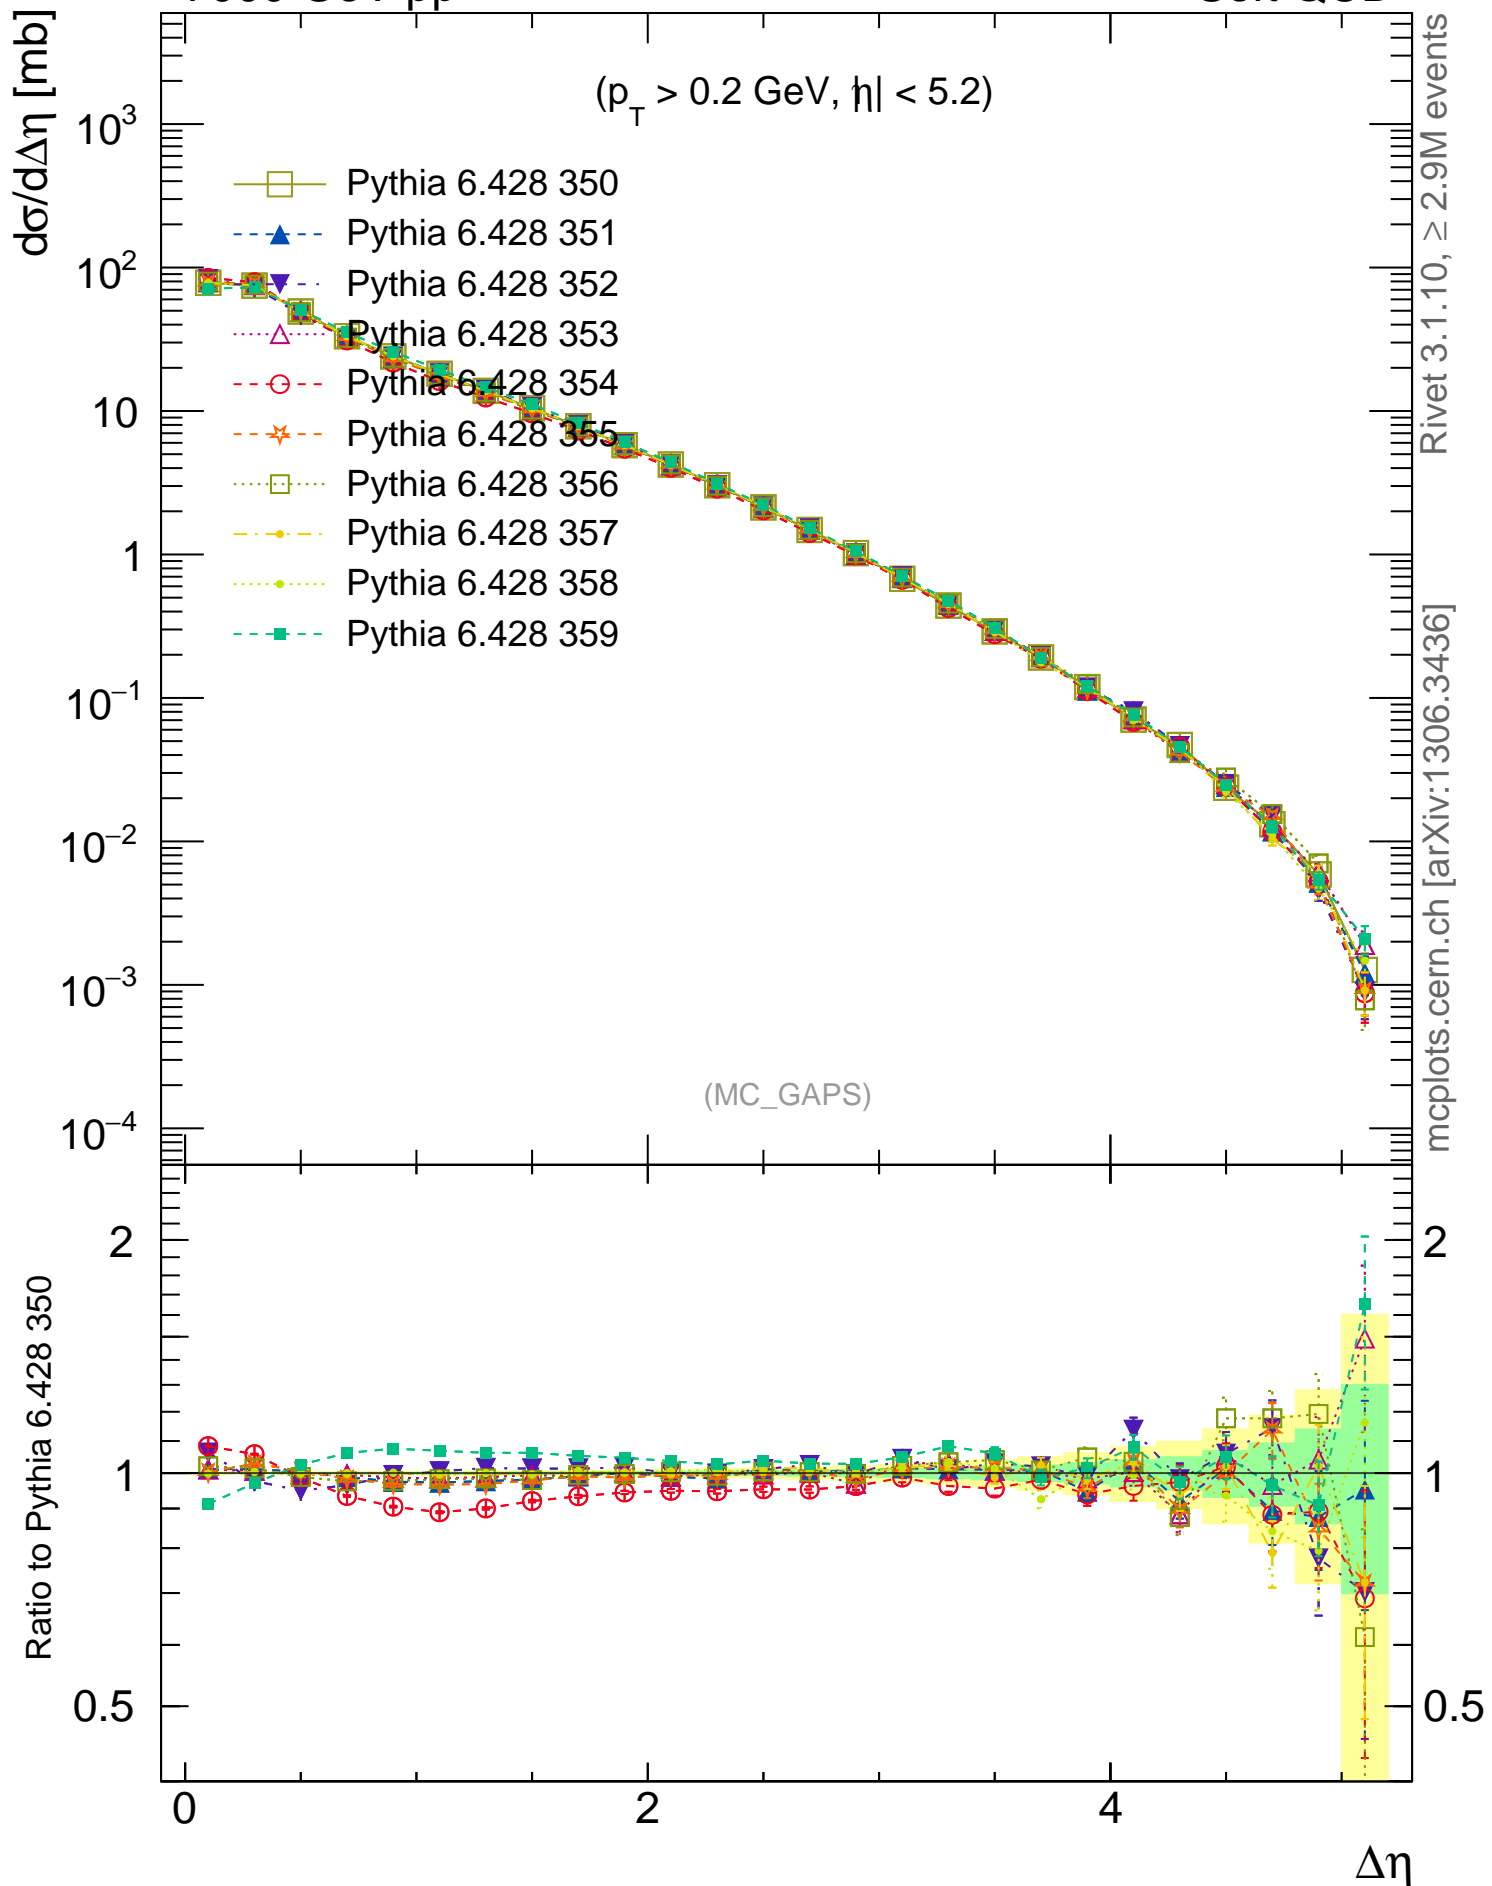 dσ/dΔη [mb]
(p_T > 0.2 GeV, |η| < 5.2)
Pythia 6.428 350
Pythia 6.428 351
Pythia 6.428 352
Pythia 6.428 353
Pythia 6.428 354
Pythia 6.428 355
Pythia 6.428 356
Pythia 6.428 357
Pythia 6.428 358
Pythia 6.428 359
10³
10²
10
1
10⁻¹
10⁻²
10⁻³
10⁻⁴
(MC_GAPS)
Rivet 3.1.10, ≥ 2.9M events
mcplots.cern.ch [arXiv:1306.3436]
Ratio to Pythia 6.428 350
2
1
0.5
2
1
0.5
0
2
4
Δη